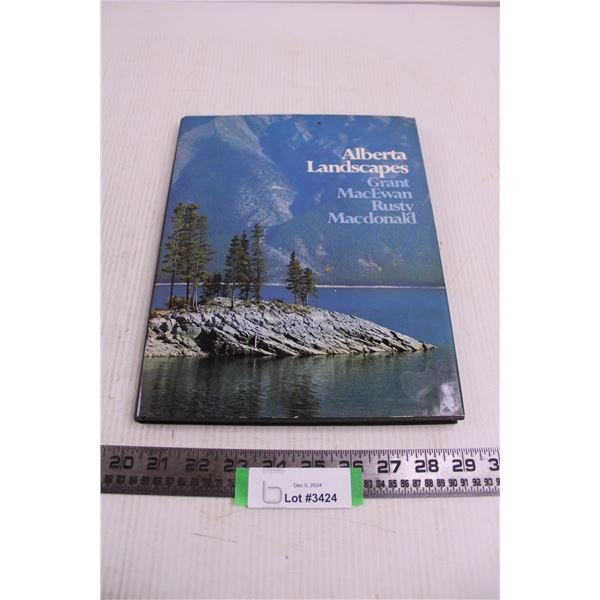 Alberta
Landscapes
Grant
MacEwan
Rusty
Macdonald
20 21 22 23 24 25 26 27 28 29 3
Dec 5, 2024
Lot #3424